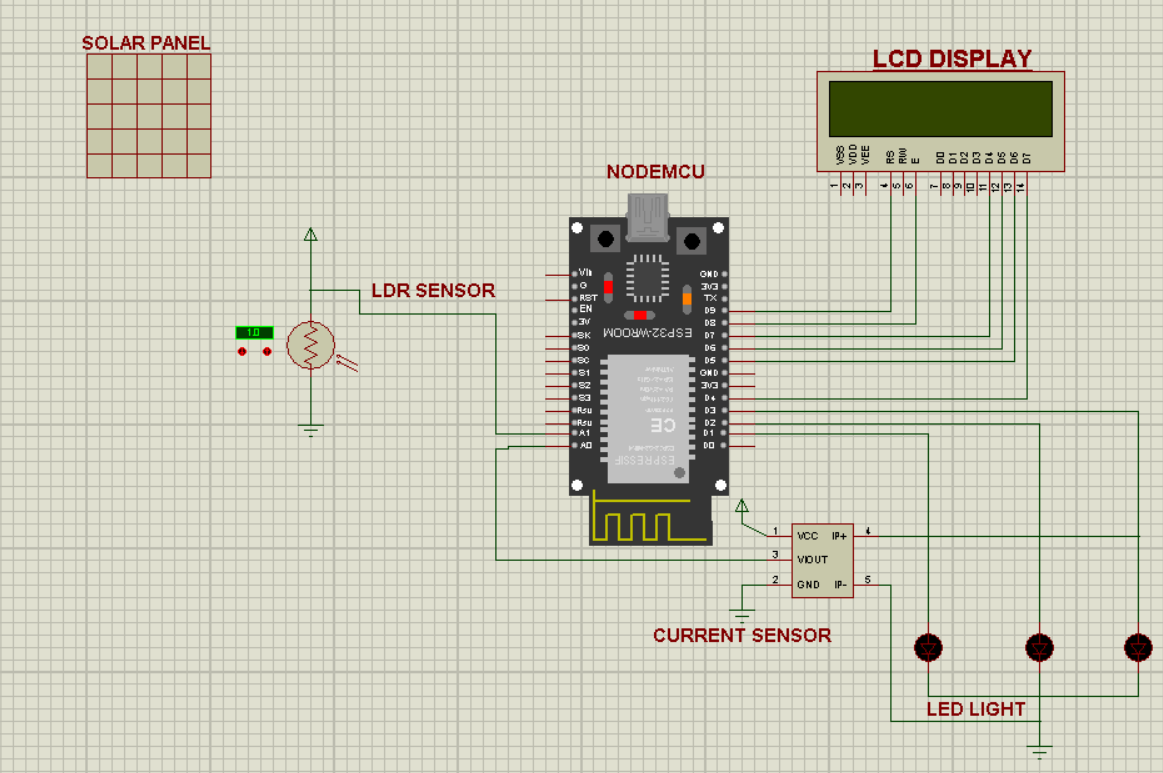 SOLAR PANEL
LCD DISPLAY
VSS VDD VEE RS RW E D0 D1 D2 D3 D4 D5 D6 D7
1 2 3 4 5 6 7 8 9 10 11 12 13 14
NODEMCU
LDR SENSOR
1.0
Vin
G
RST
EN
3V
SK
S0
SC
S1
S2
S3
Rsu
Rsu
A1
A0
GND
3V3
TX
D9
D8
D7
D6
D5
GND
3V3
D4
D3
D2
D1
D0
ESP32-WROOM
CE
ESPRESSIF
1 VCC IP+ 4
3 VIOUT
2 GND IP- 5
CURRENT SENSOR
LED LIGHT